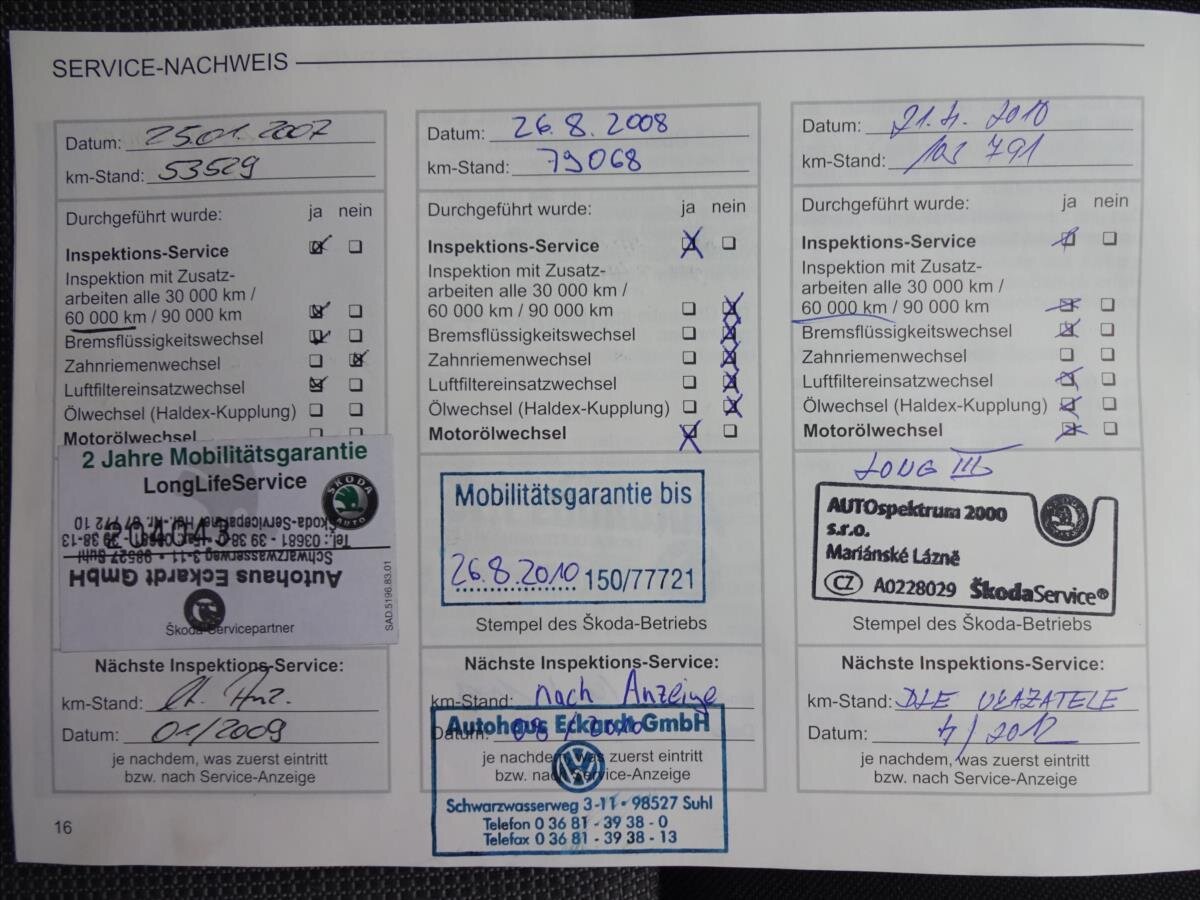 SERVICE-NACHWEIS
Datum: 25.01.2007
km-Stand: 53529
Durchgeführt wurde: ja nein
Inspektions-Service
Inspektion mit Zusatz-
arbeiten alle 30 000 km /
60 000 km / 90 000 km
Bremsflüssigkeitswechsel
Zahnriemenwechsel
Luftfiltereinsatzwechsel
Ölwechsel (Haldex-Kupplung)
Motorölwechsel
2 Jahre Mobilitätsgarantie
LongLifeService
SKODA
AUTO
Autohaus Eckardt GmbH
Schwarzwasserweg 3-11 • 98527 Suhl
Škoda-Servicepartner
SAD.5196.83.01
Nächste Inspektions-Service:
km-Stand:
Datum: 01/2009
je nachdem, was zuerst eintritt
bzw. nach Service-Anzeige
16
Datum: 26.8.2008
km-Stand: 79068
Durchgeführt wurde: ja nein
Inspektions-Service
Inspektion mit Zusatz-
arbeiten alle 30 000 km /
60 000 km / 90 000 km
Bremsflüssigkeitswechsel
Zahnriemenwechsel
Luftfiltereinsatzwechsel
Ölwechsel (Haldex-Kupplung)
Motorölwechsel
Mobilitätsgarantie bis
26.8.2010 150/77721
Stempel des Škoda-Betriebs
Nächste Inspektions-Service:
km-Stand: nach Anzeige
Datum: 08/2010
Autohaus Eckardt GmbH
je nachdem, was zuerst eintritt
bzw. nach Service-Anzeige
Schwarzwasserweg 3-11 • 98527 Suhl
Telefon 0 36 81 - 39 38 - 0
Telefax 0 36 81 - 39 38 - 13
Datum: 21.4.2010
km-Stand: 103 791
Durchgeführt wurde: ja nein
Inspektions-Service
Inspektion mit Zusatz-
arbeiten alle 30 000 km /
60 000 km / 90 000 km
Bremsflüssigkeitswechsel
Zahnriemenwechsel
Luftfiltereinsatzwechsel
Ölwechsel (Haldex-Kupplung)
Motorölwechsel
LONG III
AUTOspektrum 2000
s.r.o.
Mariánské Lázně
CZ A0228029 ŠkodaService®
Stempel des Škoda-Betriebs
Nächste Inspektions-Service:
km-Stand: DLE UKAZATELE
Datum: 4/2012
je nachdem, was zuerst eintritt
bzw. nach Service-Anzeige